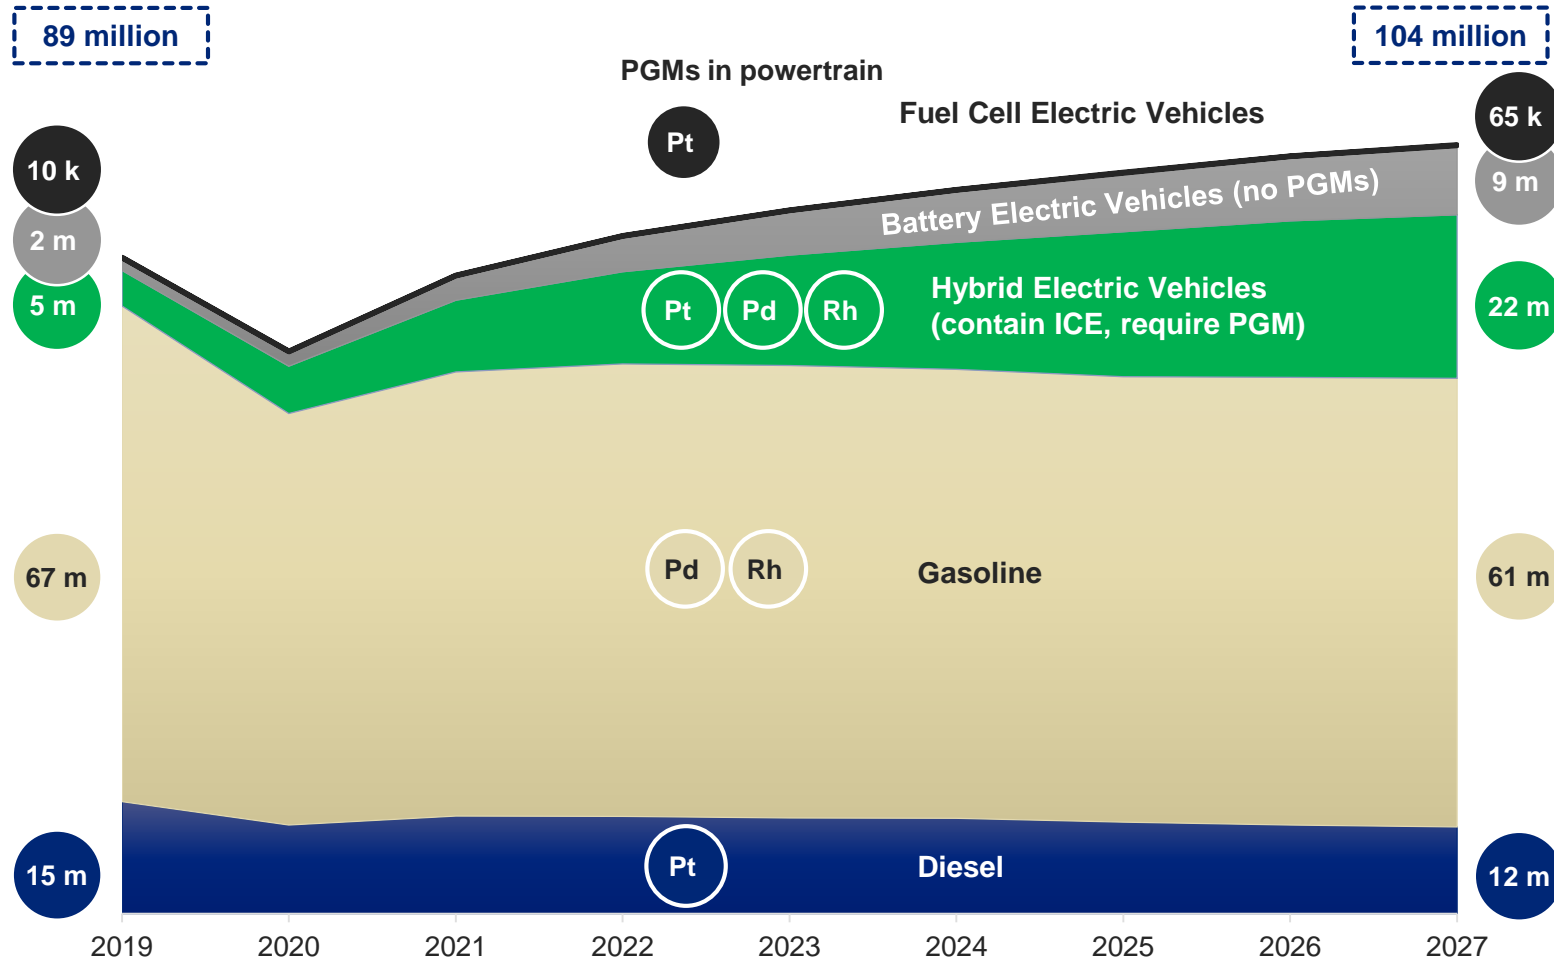 89 million
104 million
PGMs in powertrain
Fuel Cell Electric Vehicles
65 k
Pt
10 k
Battery Electric Vehicles (no PGMs)
9 m
2 m
Hybrid Electric Vehicles
(contain ICE, require PGM)
5 m
Pt
Pd
Rh
22 m
67 m
Pd
Rh
Gasoline
61 m
15 m
Pt
Diesel
12 m
2019
2020
2021
2022
2023
2024
2025
2026
2027